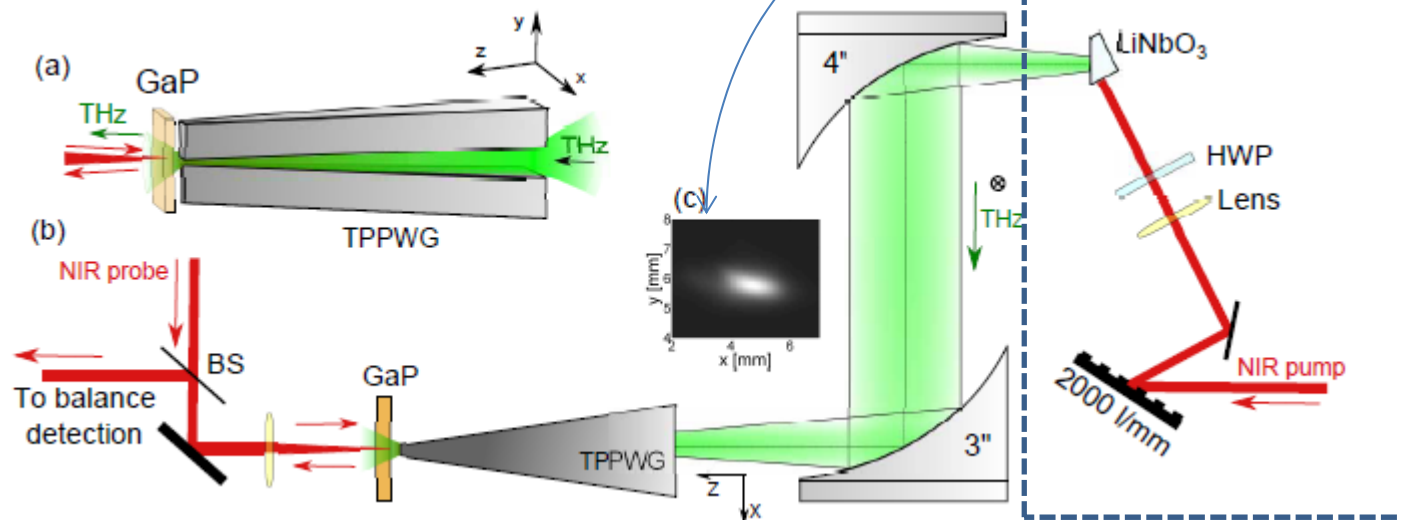 (a)
GaP
THz
THz
TPPWG
y
z
x
(b)
NIR probe
BS
To balance
detection
GaP
TPPWG
z
x
(c)
8
7
6
5
4
y [mm]
2
4
6
x [mm]
4"
⊗
THz
3"
LiNbO3
HWP
Lens
NIR pump
2000 l/mm